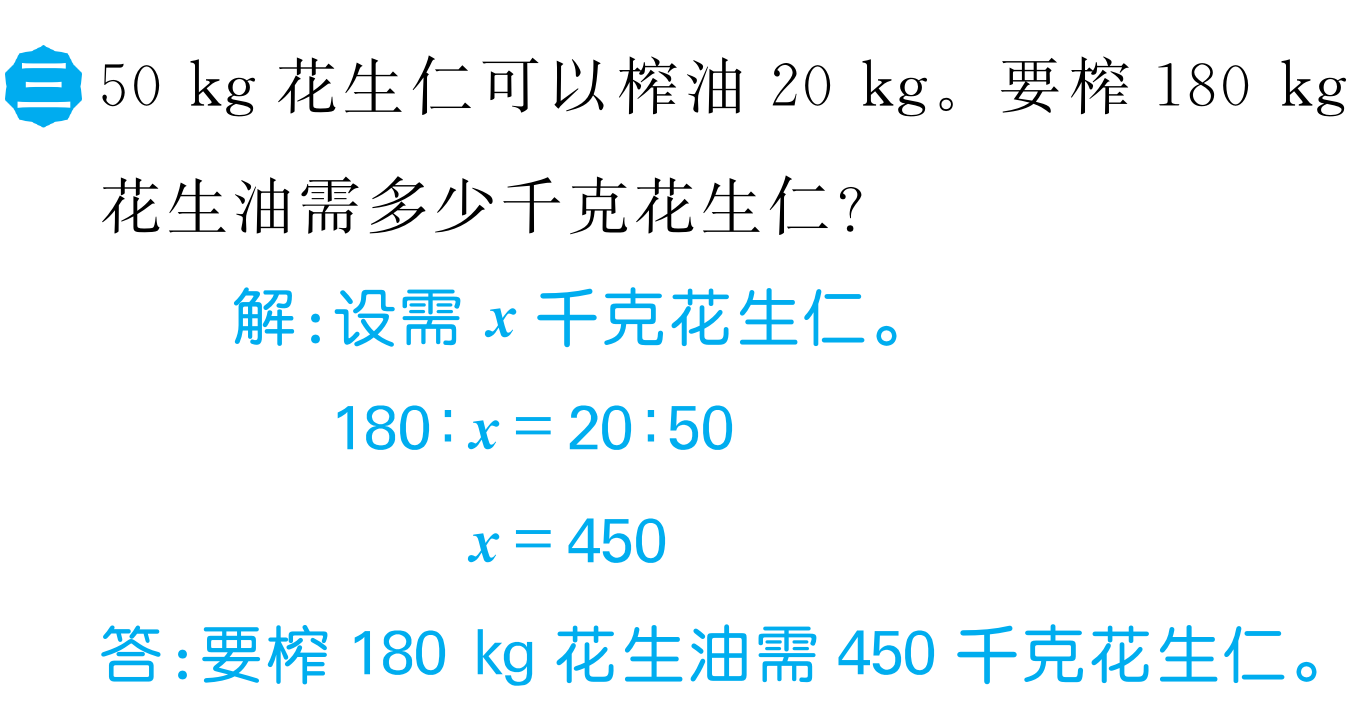 三 50 kg 花生仁可以榨油 20 kg。要榨 180 kg
花生油需多少千克花生仁?
解:设需 x 千克花生仁。
180∶x = 20∶50
x = 450
答:要榨 180 kg 花生油需 450 千克花生仁。